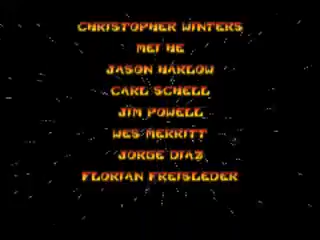 CHRISTOPHER WINTERS
MEI HE
JASON HARLOW
CARL SCHELL
JIM POWELL
WES MERRITT
JORGE DIAZ
FLORIAN FREISLEDER